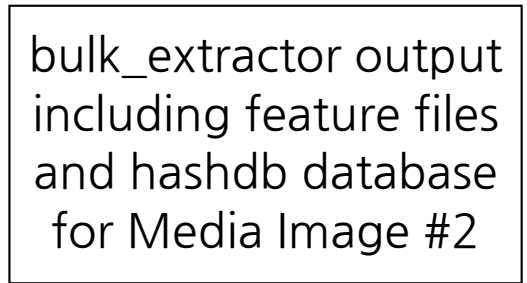 bulk_extractor output
including feature files
and hashdb database
for Media Image #2